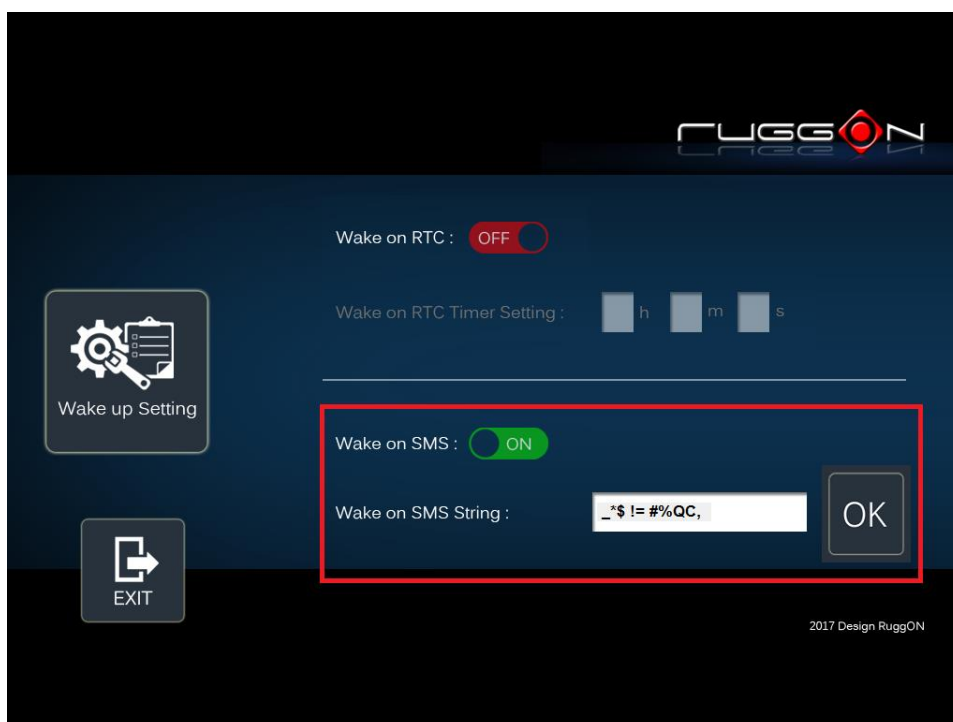 ruggON
Wake on RTC : OFF
Wake on RTC Timer Setting : h m s
Wake up Setting
Wake on SMS : ON
Wake on SMS String : _*$ != #%QC, OK
EXIT
2017 Design RuggON